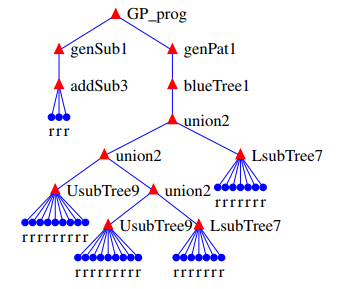 GP_prog
genSub1 genPat1
addSub3 blueTree1
union2
r r r
union2 LsubTree7
UsubTree9 union2
r r r r r r r
r r r r r r r r r UsubTree9 LsubTree7
r r r r r r r r r r r r r r r r